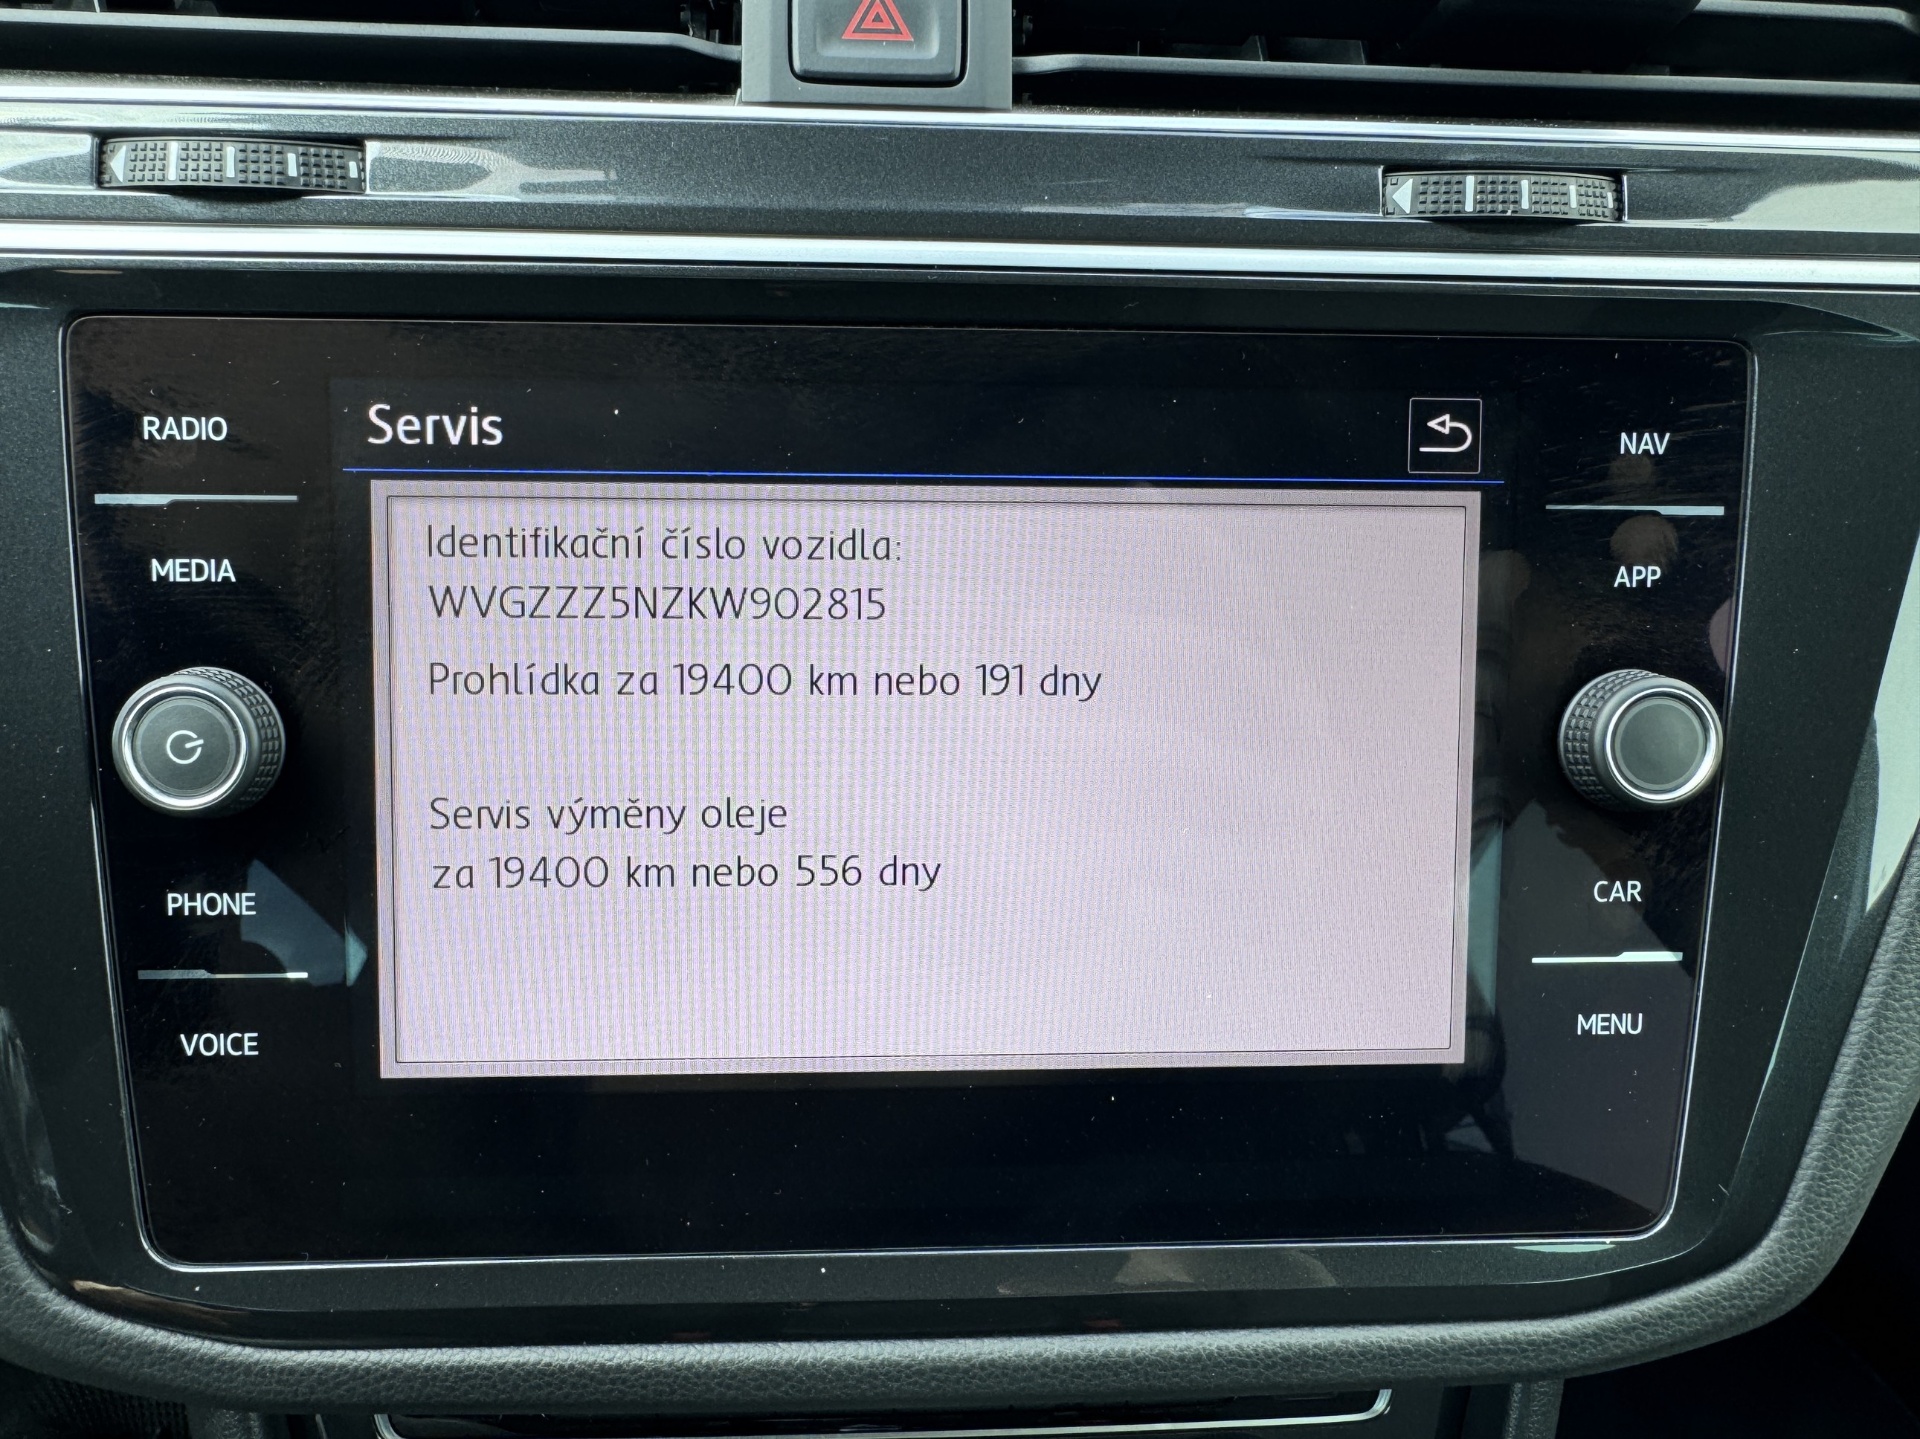 Servis
RADIO
NAV
MEDIA
APP
Identifikační číslo vozidla:
WVGZZZ5NZKW902815
Prohlídka za 19400 km nebo 191 dny
Servis výměny oleje
za 19400 km nebo 556 dny
PHONE
CAR
VOICE
MENU